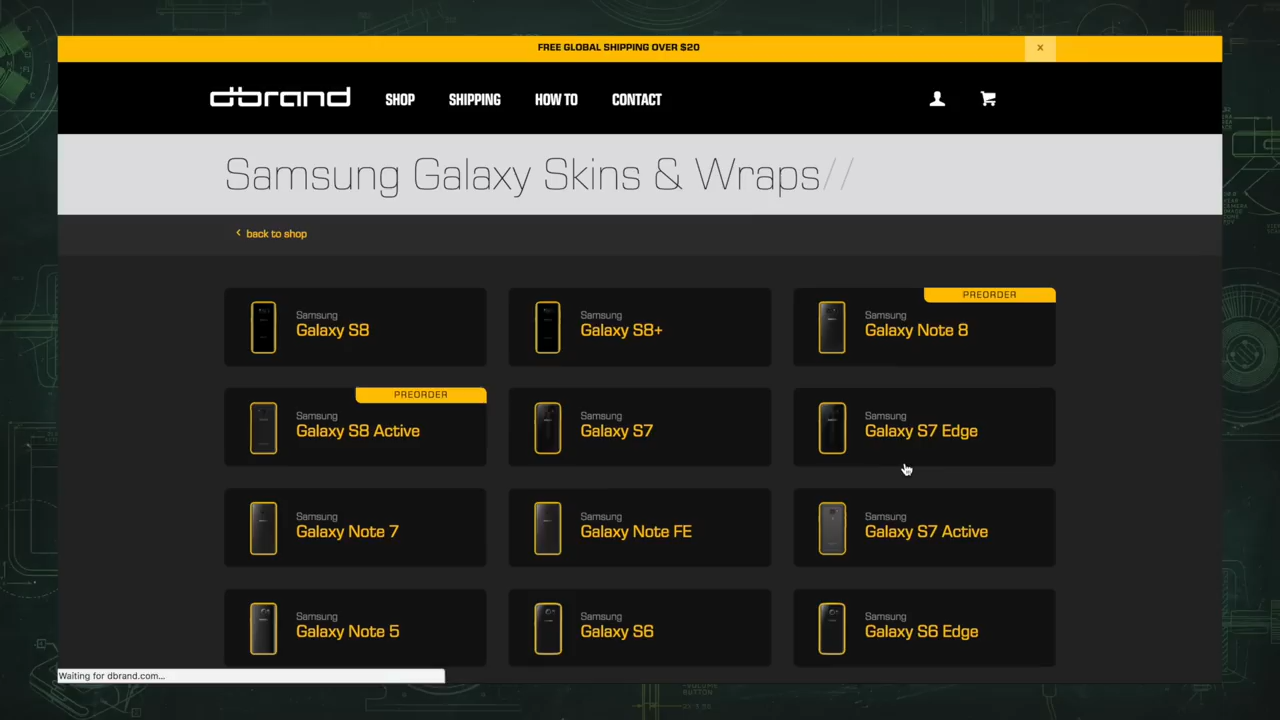 FREE GLOBAL SHIPPING OVER $20
x
dbrand SHOP SHIPPING HOW TO CONTACT
Samsung Galaxy Skins & Wraps//
back to shop
Samsung
Galaxy S8
Samsung
Galaxy S8+
PREORDER
Samsung
Galaxy Note 8
PREORDER
Samsung
Galaxy S8 Active
Samsung
Galaxy S7
Samsung
Galaxy S7 Edge
Samsung
Galaxy Note 7
Samsung
Galaxy Note FE
Samsung
Galaxy S7 Active
Samsung
Galaxy Note 5
Samsung
Galaxy S6
Samsung
Galaxy S6 Edge
Waiting for dbrand.com...
BUTTON